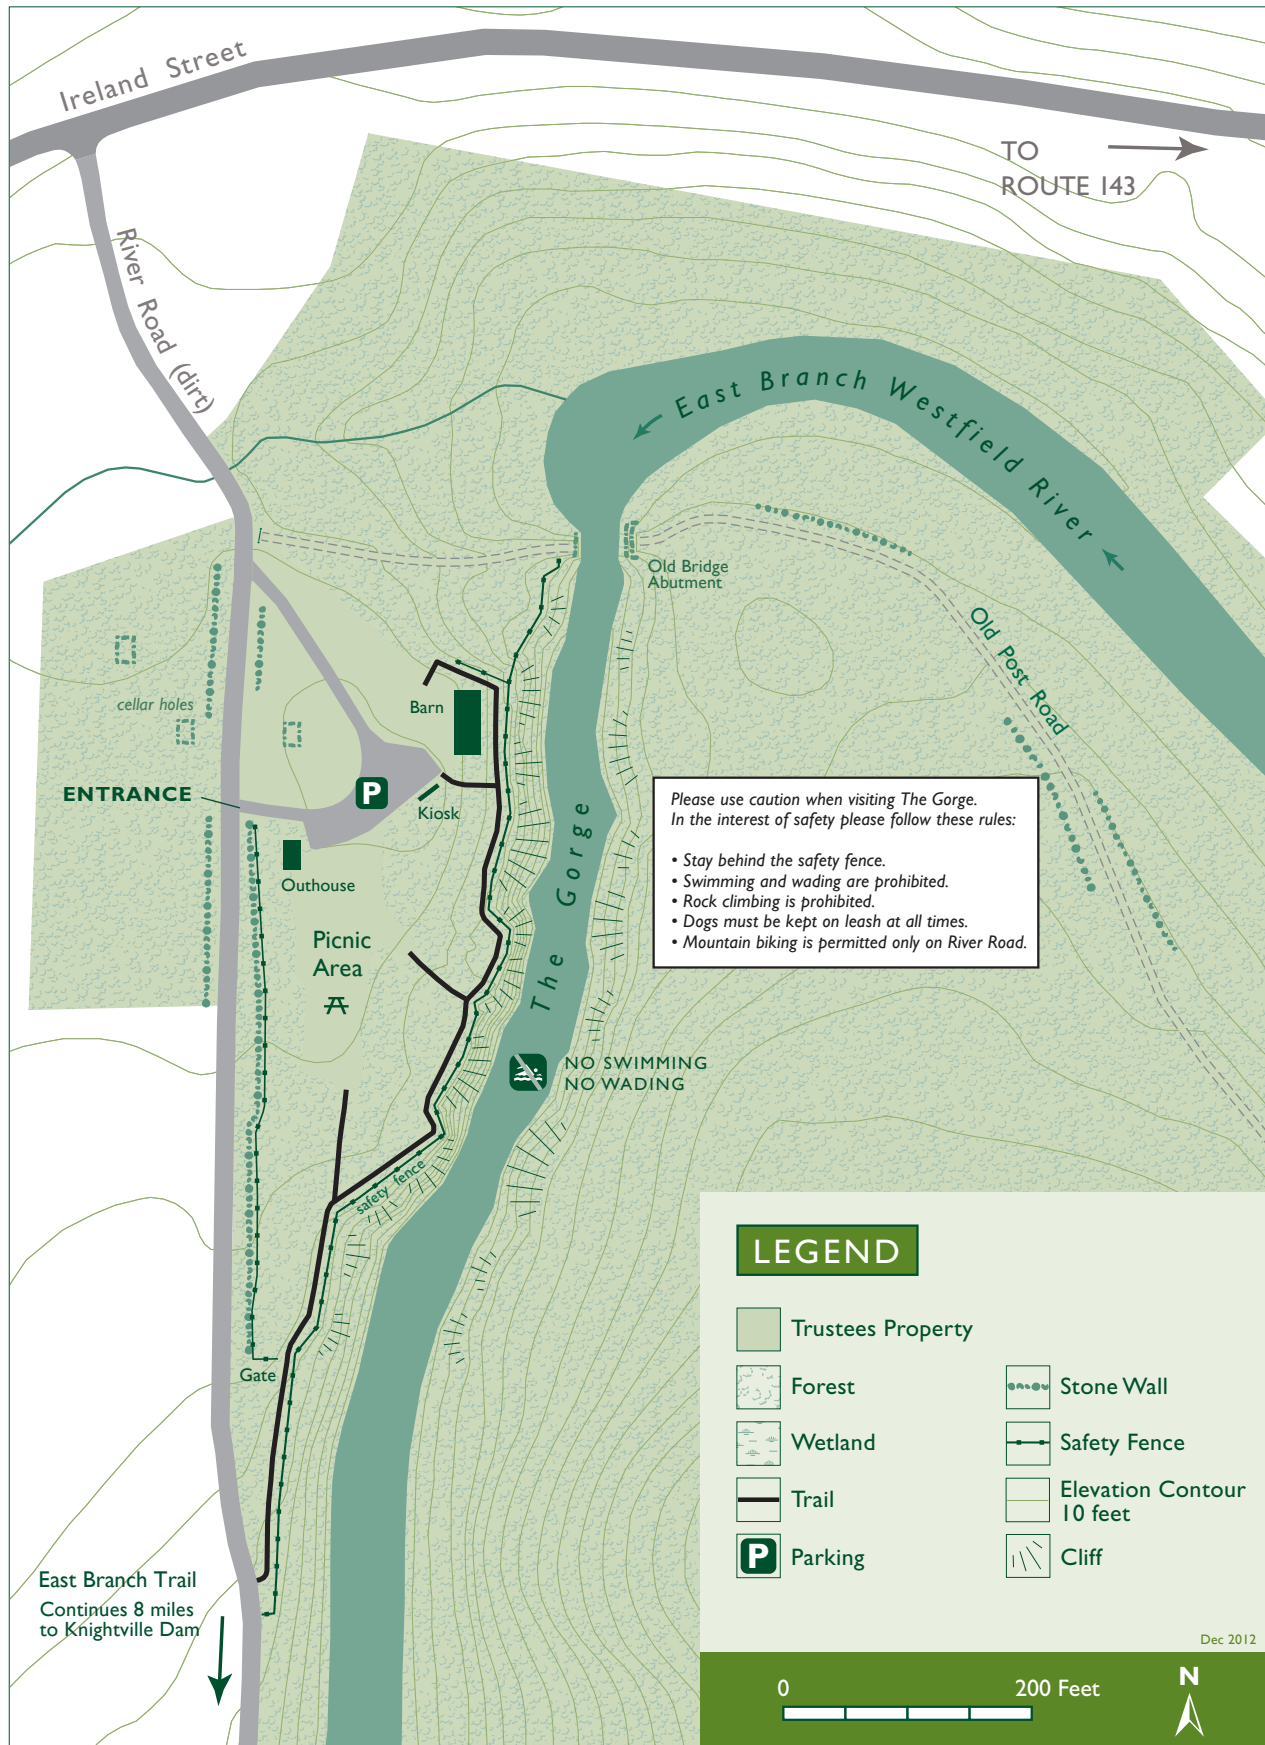 Ireland Street
TO
ROUTE 143
River Road (dirt)
East Branch Westfield River
Old Bridge
Abutment
Old Post Road
cellar holes
Barn
ENTRANCE
P
Kiosk
Outhouse
Picnic
Area
The Gorge
Please use caution when visiting The Gorge.
In the interest of safety please follow these rules:
• Stay behind the safety fence.
• Swimming and wading are prohibited.
• Rock climbing is prohibited.
• Dogs must be kept on leash at all times.
• Mountain biking is permitted only on River Road.
NO SWIMMING
NO WADING
safety fence
Gate
East Branch Trail
Continues 8 miles
to Knightville Dam
LEGEND
Trustees Property
Forest
Wetland
Trail
P Parking
Stone Wall
Safety Fence
Elevation Contour
10 feet
Cliff
Dec 2012
0 200 Feet
N